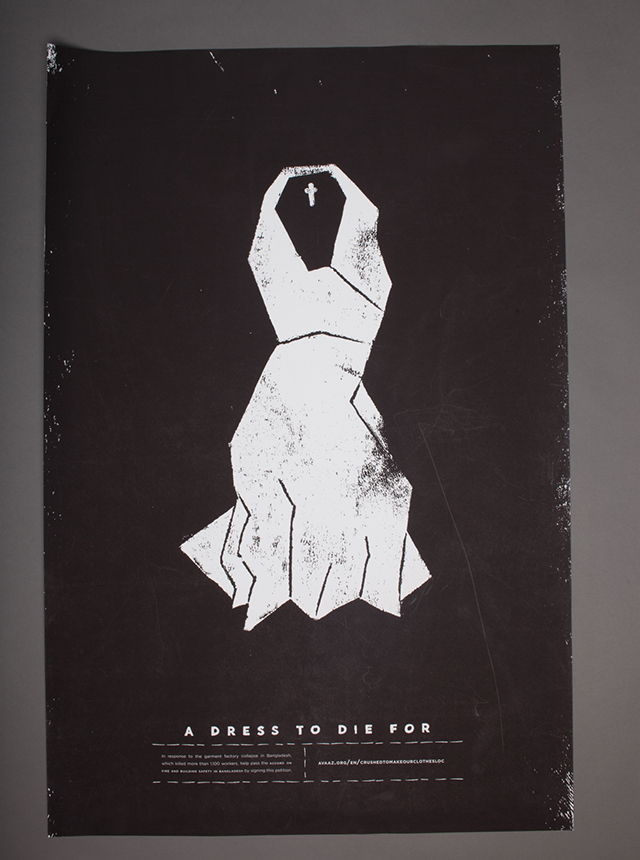 A DRESS TO DIE FOR
In response to the garment factory collapse in Bangladesh,
which killed more than 1,100 workers, help pass the ACCORD ON
FIRE AND BUILDING SAFETY IN BANGLADESH by signing this petition.
AVAAZ.ORG/EN/CRUSHEDTOMAKEOURCLOTHESLOC